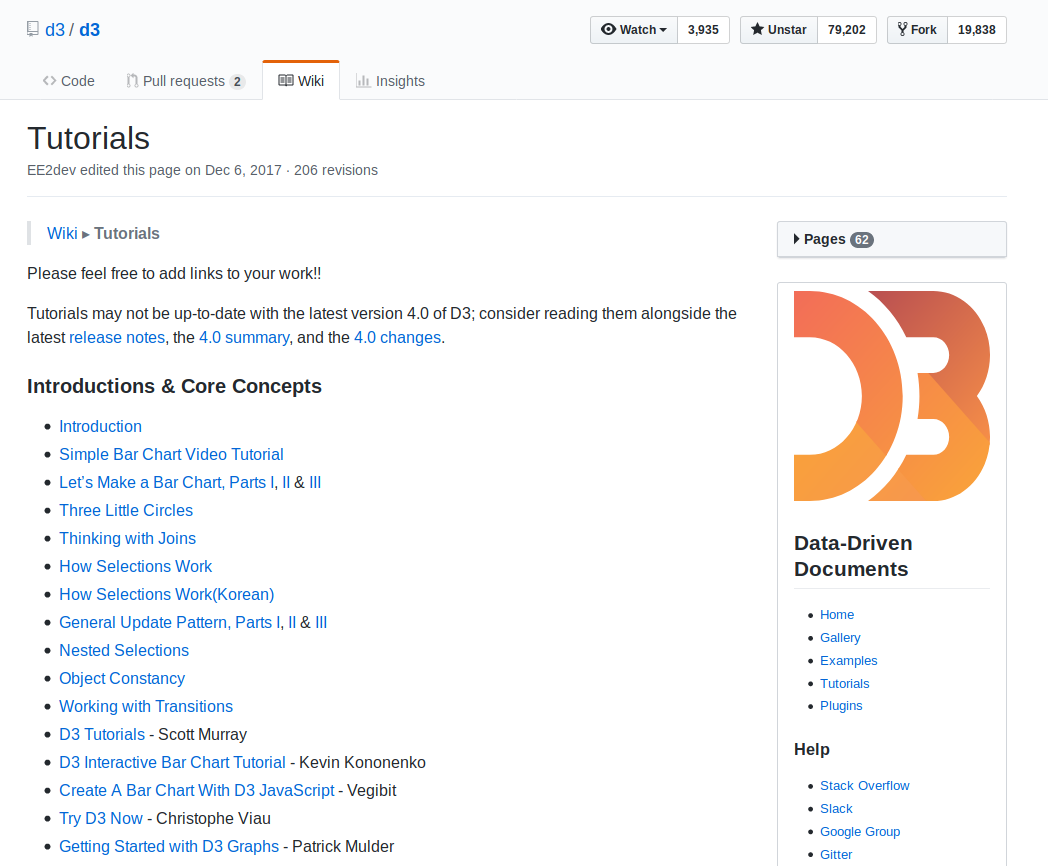 d3 / d3
Watch 3,935 Unstar 79,202 Fork 19,838
Code Pull requests 2 Wiki Insights
Tutorials
EE2dev edited this page on Dec 6, 2017 · 206 revisions
Wiki ▸ Tutorials
Please feel free to add links to your work!!
Tutorials may not be up-to-date with the latest version 4.0 of D3; consider reading them alongside the
latest release notes, the 4.0 summary, and the 4.0 changes.
Introductions & Core Concepts
Introduction
Simple Bar Chart Video Tutorial
Let’s Make a Bar Chart, Parts I, II & III
Three Little Circles
Thinking with Joins
How Selections Work
How Selections Work(Korean)
General Update Pattern, Parts I, II & III
Nested Selections
Object Constancy
Working with Transitions
D3 Tutorials - Scott Murray
D3 Interactive Bar Chart Tutorial - Kevin Kononenko
Create A Bar Chart With D3 JavaScript - Vegibit
Try D3 Now - Christophe Viau
Getting Started with D3 Graphs - Patrick Mulder
Pages 62
D3
Data-Driven
Documents
Home
Gallery
Examples
Tutorials
Plugins
Help
Stack Overflow
Slack
Google Group
Gitter